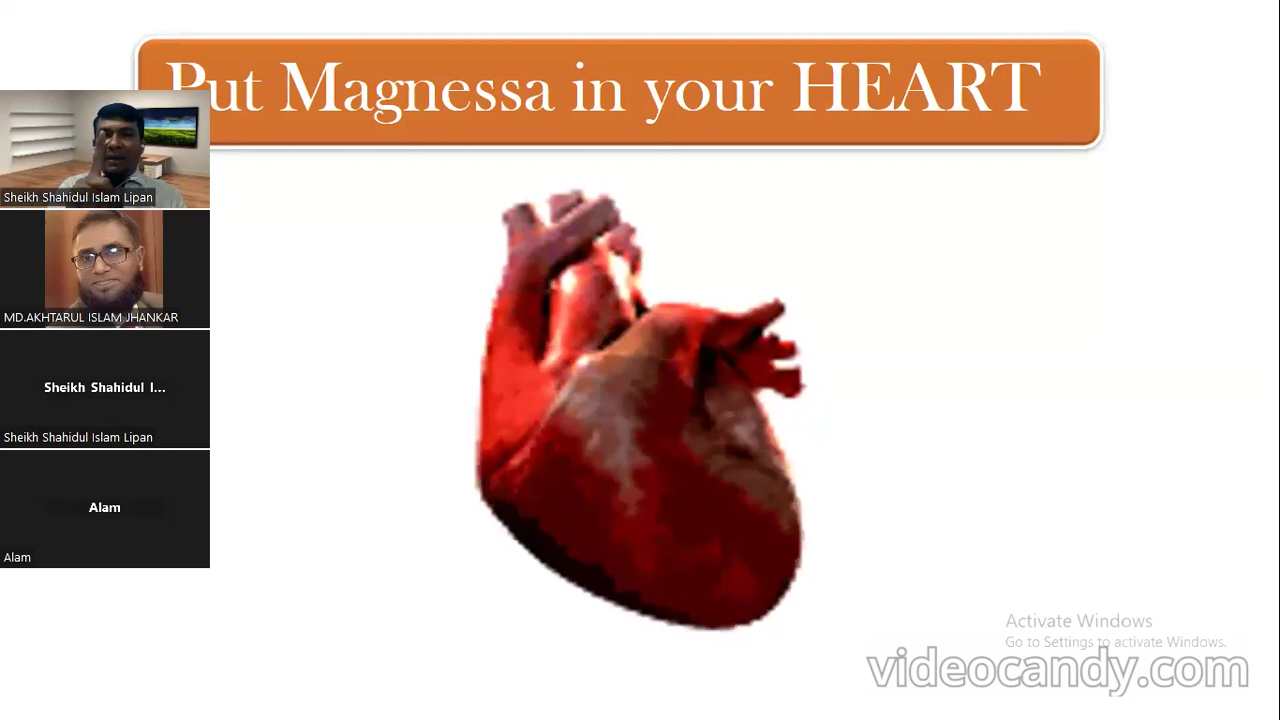 Put Magnessa in your HEART
Sheikh Shahidul Islam Lipan
MD.AKHTARUL ISLAM JHANKAR
Sheikh Shahidul I...
Sheikh Shahidul Islam Lipan
Alam
Alam
Activate Windows
Go to Settings to activate Windows.
videocandy.com